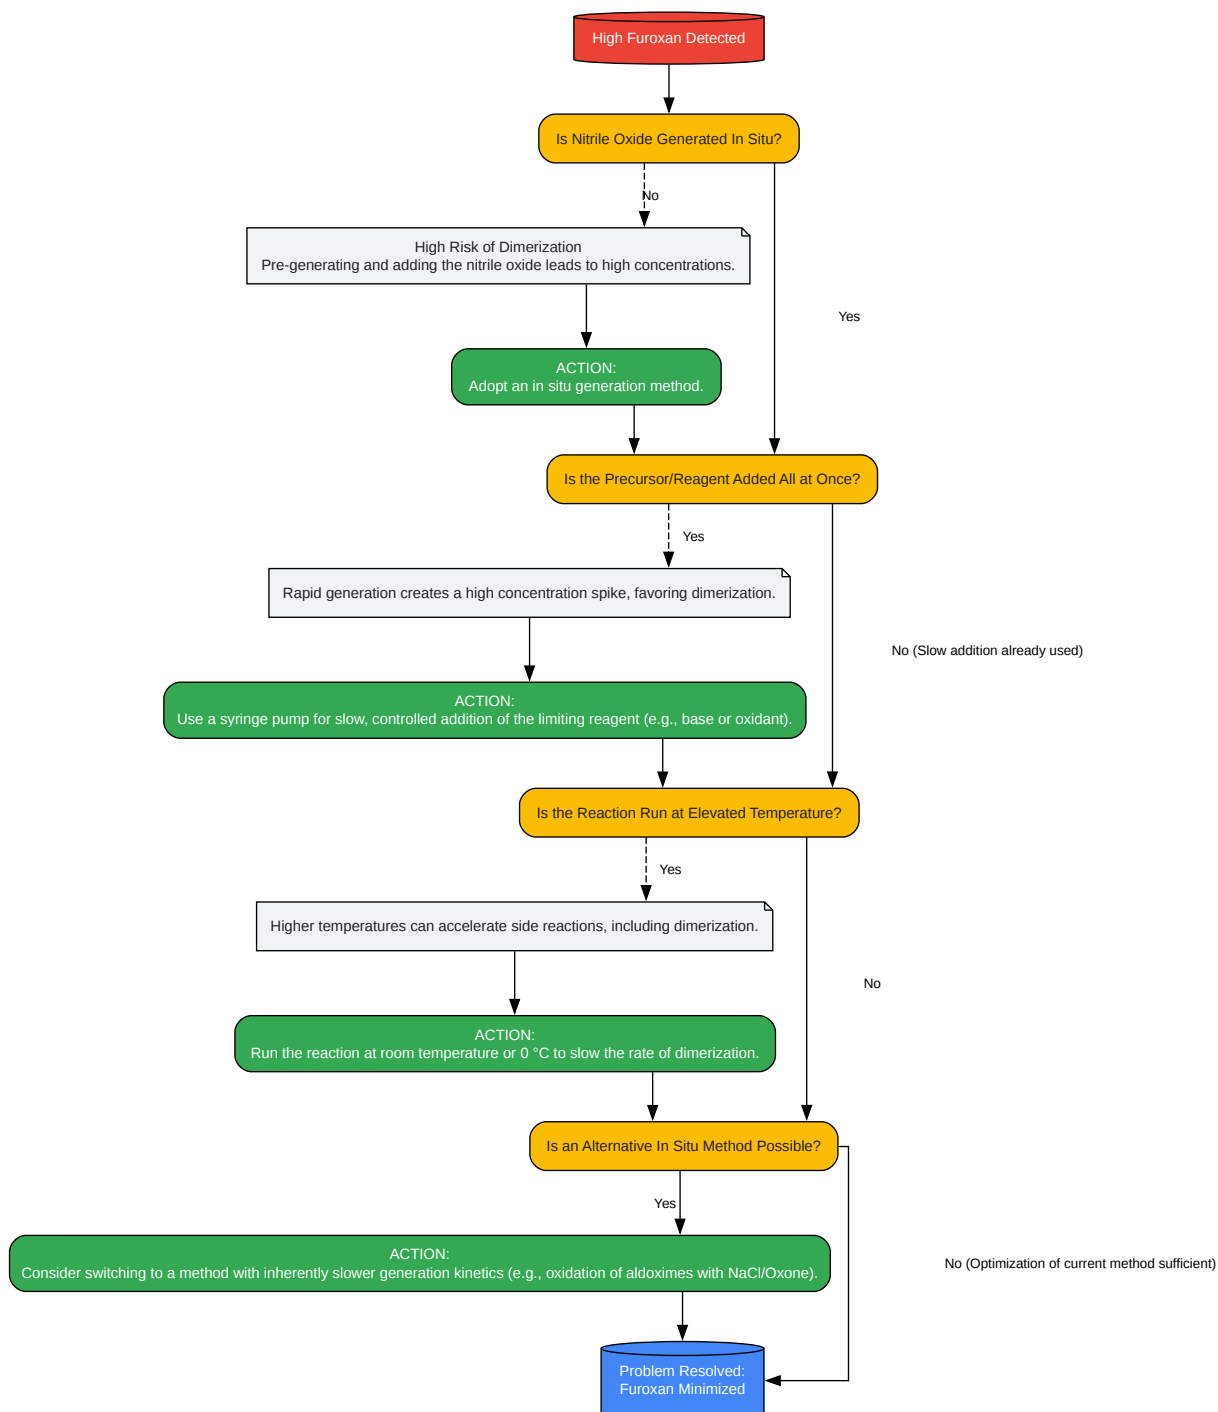 High Furoxan Detected
Is Nitrile Oxide Generated In Situ?
No
High Risk of Dimerization
Pre-generating and adding the nitrile oxide leads to high concentrations.
Yes
ACTION:
Adopt an in situ generation method.
Is the Precursor/Reagent Added All at Once?
Yes
Rapid generation creates a high concentration spike, favoring dimerization.
No (Slow addition already used)
ACTION:
Use a syringe pump for slow, controlled addition of the limiting reagent (e.g., base or oxidant).
Is the Reaction Run at Elevated Temperature?
Yes
Higher temperatures can accelerate side reactions, including dimerization.
No
ACTION:
Run the reaction at room temperature or 0 °C to slow the rate of dimerization.
Is an Alternative In Situ Method Possible?
Yes
ACTION:
Consider switching to a method with inherently slower generation kinetics (e.g., oxidation of aldoximes with NaCl/Oxone).
No (Optimization of current method sufficient)
Problem Resolved:
Furoxan Minimized